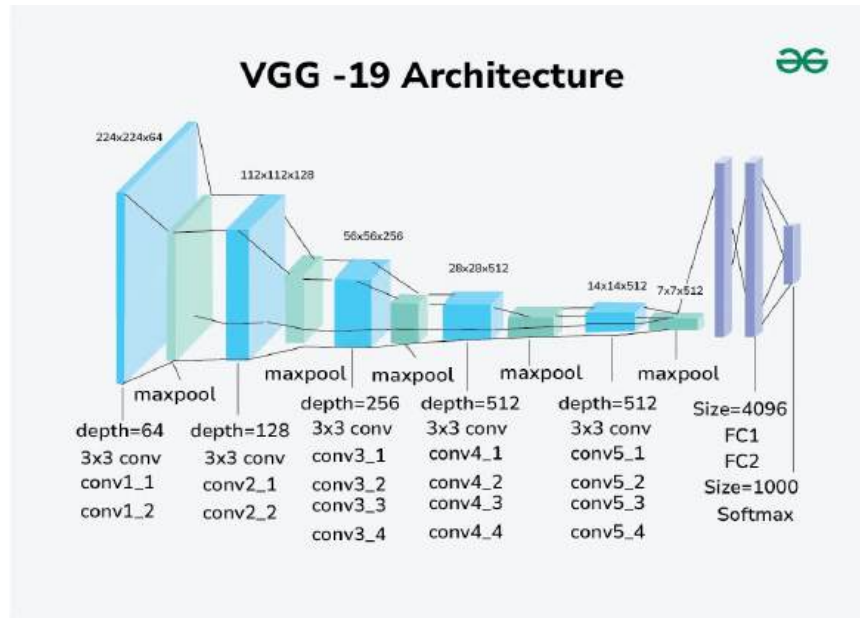 VGG -19 Architecture
224x224x64
112x112x128
56x56x256
28x28x512
14x14x512
7x7x512
maxpool
maxpool
maxpool
maxpool
maxpool
depth=64
3x3 conv
conv1_1
conv1_2
depth=128
3x3 conv
conv2_1
conv2_2
depth=256
3x3 conv
conv3_1
conv3_2
conv3_3
conv3_4
depth=512
3x3 conv
conv4_1
conv4_2
conv4_3
conv4_4
depth=512
3x3 conv
conv5_1
conv5_2
conv5_3
conv5_4
Size=4096
FC1
FC2
Size=1000
Softmax